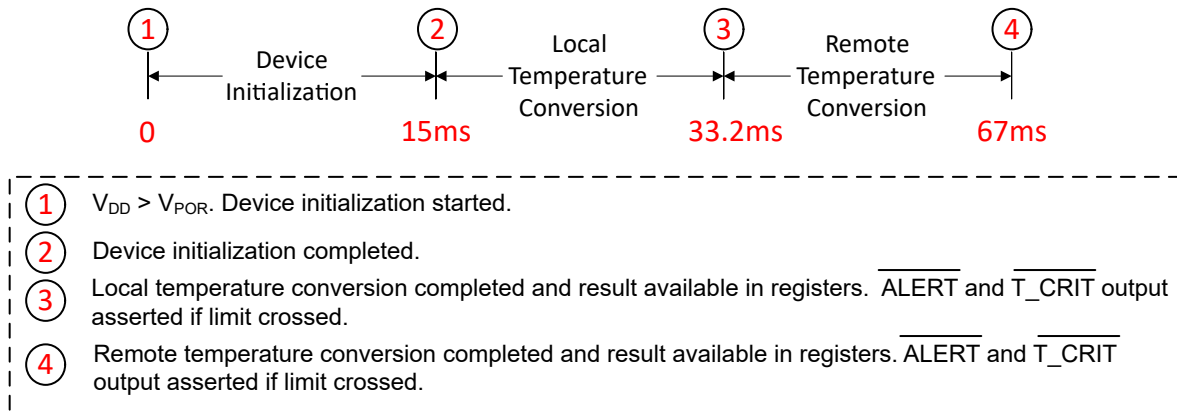 1 2 3 4
Device
Initialization
Local
Temperature
Conversion
Remote
Temperature
Conversion
0 15ms 33.2ms 67ms
1 VDD > VPOR. Device initialization started.
2 Device initialization completed.
3 Local temperature conversion completed and result available in registers. ALERT and T_CRIT output
asserted if limit crossed.
4 Remote temperature conversion completed and result available in registers. ALERT and T_CRIT
output asserted if limit crossed.